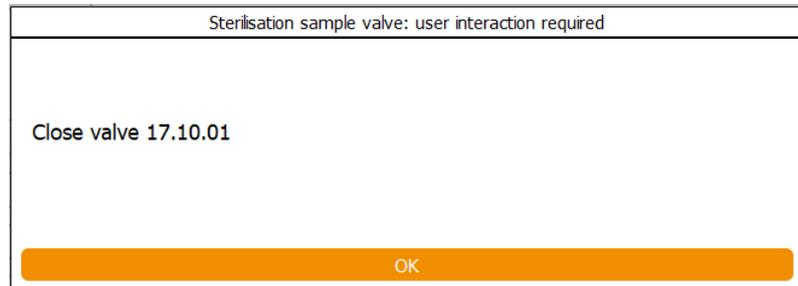 Sterilisation sample valve: user interaction required
Close valve 17.10.01
OK